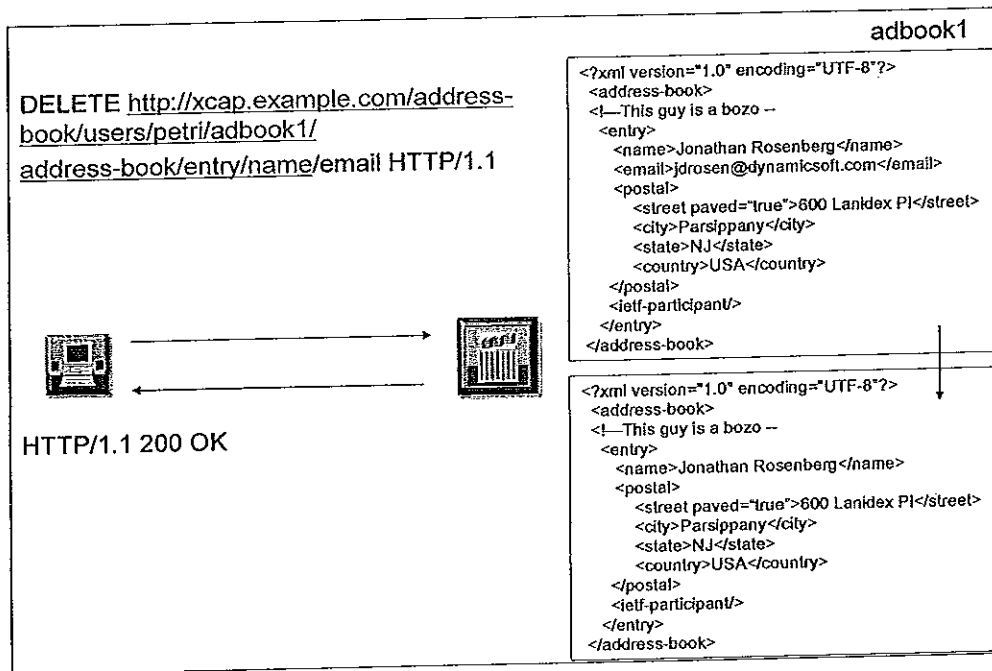 adbook1
DELETE http://xcap.example.com/address-
book/users/petri/adbook1/
address-book/entry/name/email HTTP/1.1
HTTP/1.1 200 OK
<?xml version="1.0" encoding="UTF-8"?>
<address-book>
<!—This guy is a bozo --
<entry>
<name>Jonathan Rosenberg</name>
<email>jdrosen@dynamicsoft.com</email>
<postal>
<street paved="true">600 Lanidex Pl</street>
<city>Parsippany</city>
<state>NJ</state>
<country>USA</country>
</postal>
<ietf-participant/>
</entry>
</address-book>
<?xml version="1.0" encoding="UTF-8"?>
<address-book>
<!—This guy is a bozo --
<entry>
<name>Jonathan Rosenberg</name>
<postal>
<street paved="true">600 Lanidex Pl</street>
<city>Parsippany</city>
<state>NJ</state>
<country>USA</country>
</postal>
<ietf-participant/>
</entry>
</address-book>